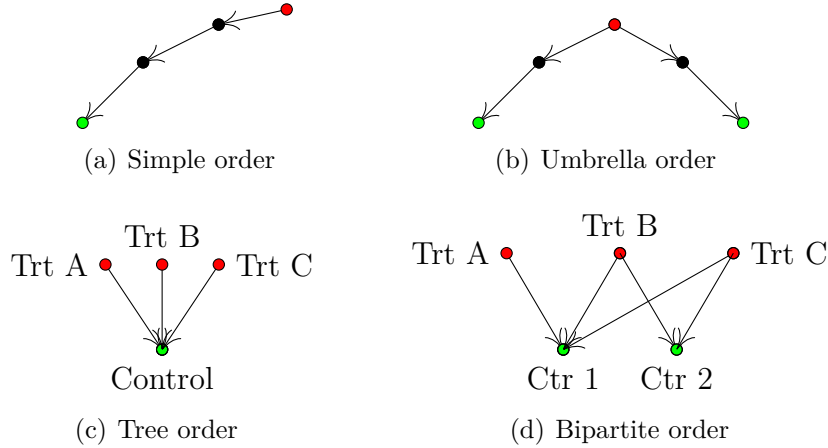 (a) Simple order
(b) Umbrella order
Trt A
Trt B
Trt C
Control
(c) Tree order
Trt A
Trt B
Trt C
Ctr 1
Ctr 2
(d) Bipartite order